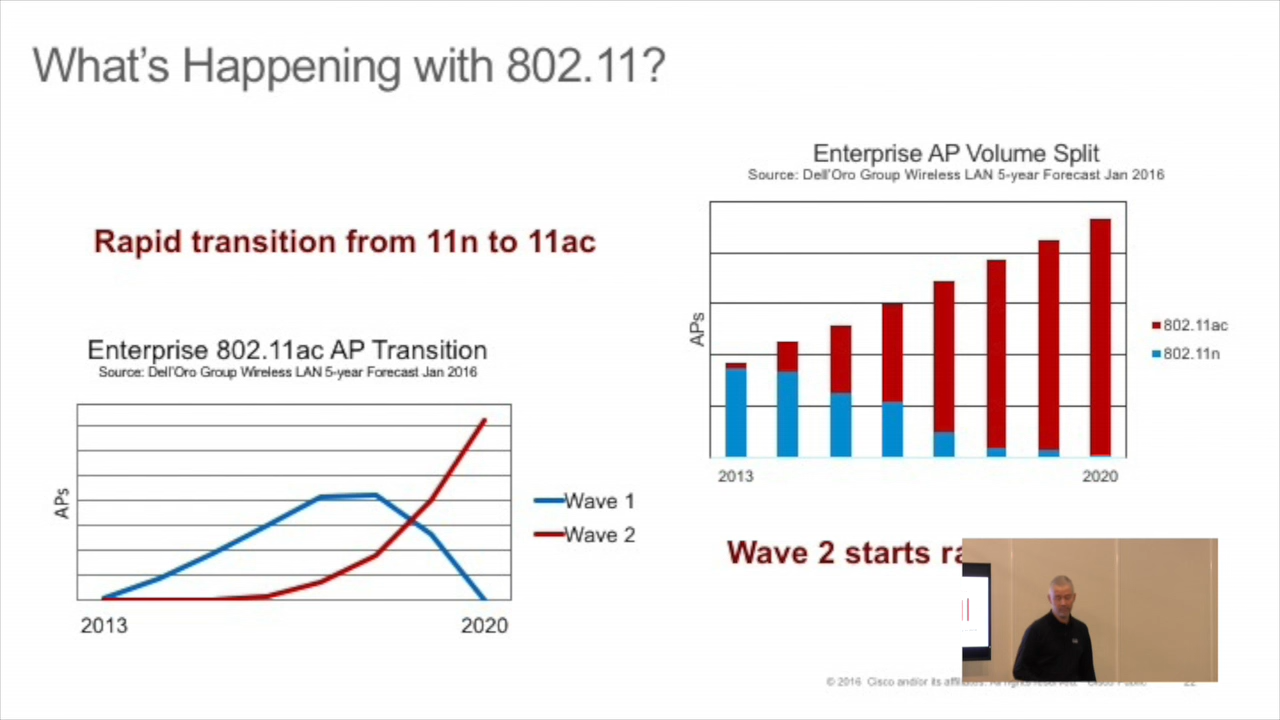 What's Happening with 802.11?
Rapid transition from 11n to 11ac
Enterprise 802.11ac AP Transition
Source: Dell'Oro Group Wireless LAN 5-year Forecast Jan 2016
APs
2013
2020
Wave 1
Wave 2
Enterprise AP Volume Split
Source: Dell'Oro Group Wireless LAN 5-year Forecast Jan 2016
APs
802.11ac
802.11n
2013
2020
Wave 2 starts
© 2016 Cisco and/or its